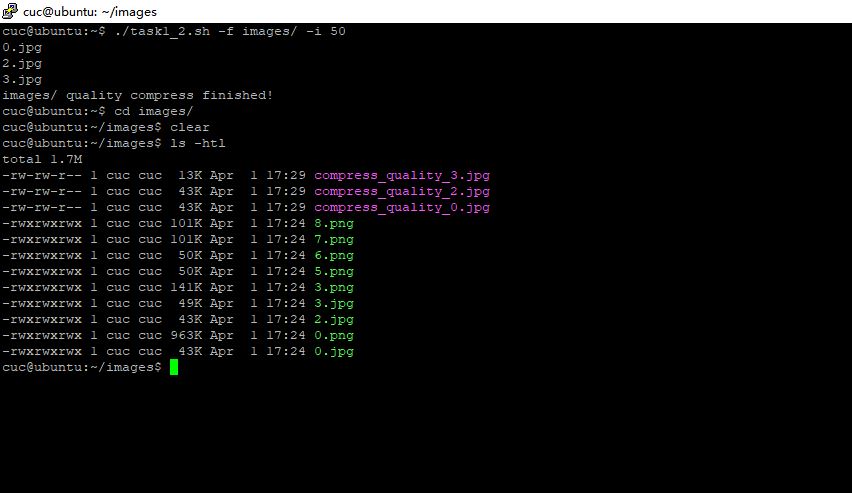 cuc@ubuntu: ~/images
cuc@ubuntu:~$ ./task1_2.sh -f images/ -i 50
0.jpg
2.jpg
3.jpg
images/ quality compress finished!
cuc@ubuntu:~$ cd images/
cuc@ubuntu:~/images$ clear
cuc@ubuntu:~/images$ ls -htl
total 1.7M
-rw-rw-r-- 1 cuc cuc  13K Apr  1 17:29 compress_quality_3.jpg
-rw-rw-r-- 1 cuc cuc  43K Apr  1 17:29 compress_quality_2.jpg
-rw-rw-r-- 1 cuc cuc  43K Apr  1 17:29 compress_quality_0.jpg
-rwxrwxrwx 1 cuc cuc 101K Apr  1 17:24 8.png
-rwxrwxrwx 1 cuc cuc 101K Apr  1 17:24 7.png
-rwxrwxrwx 1 cuc cuc  50K Apr  1 17:24 6.png
-rwxrwxrwx 1 cuc cuc  50K Apr  1 17:24 5.png
-rwxrwxrwx 1 cuc cuc 141K Apr  1 17:24 3.png
-rwxrwxrwx 1 cuc cuc  49K Apr  1 17:24 3.jpg
-rwxrwxrwx 1 cuc cuc  43K Apr  1 17:24 2.jpg
-rwxrwxrwx 1 cuc cuc 963K Apr  1 17:24 0.png
-rwxrwxrwx 1 cuc cuc  43K Apr  1 17:24 0.jpg
cuc@ubuntu:~/images$